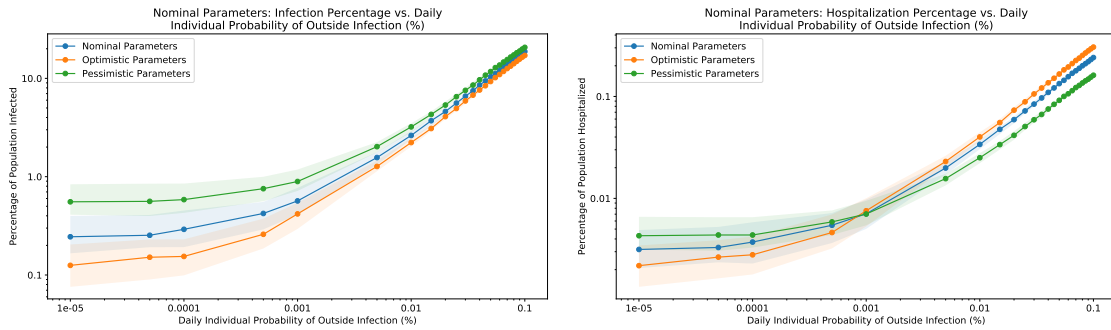 Nominal Parameters: Infection Percentage vs. Daily
Individual Probability of Outside Infection (%)
Nominal Parameters
Optimistic Parameters
Pessimistic Parameters
Percentage of Population Infected
10.0
1.0
0.1
1e-05
0.0001
0.001
0.01
0.1
Daily Individual Probability of Outside Infection (%)
Nominal Parameters: Hospitalization Percentage vs. Daily
Individual Probability of Outside Infection (%)
Nominal Parameters
Optimistic Parameters
Pessimistic Parameters
Percentage of Population Hospitalized
0.1
0.01
1e-05
0.0001
0.001
0.01
0.1
Daily Individual Probability of Outside Infection (%)